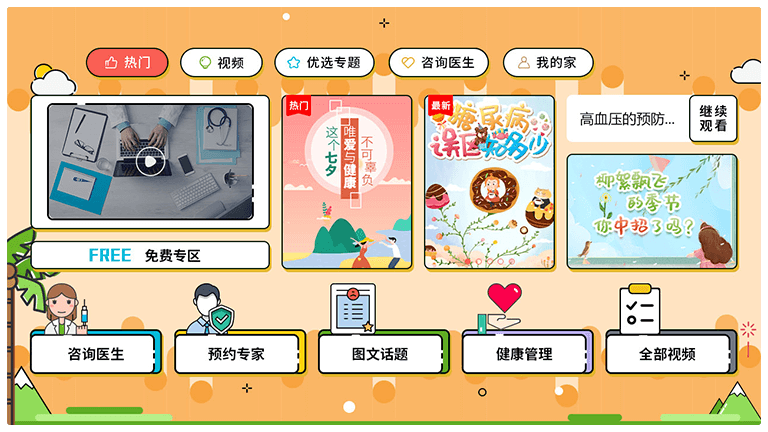 热门
视频
优选专题
咨询医生
我的家
热门
这个七夕
唯爱与健康
不可辜负
最新
糖尿病
误区知多少
高血压的预防...
继续
观看
柳絮飘飞
的季节
你中招了吗?
FREE 免费专区
咨询医生
预约专家
图文话题
健康管理
全部视频